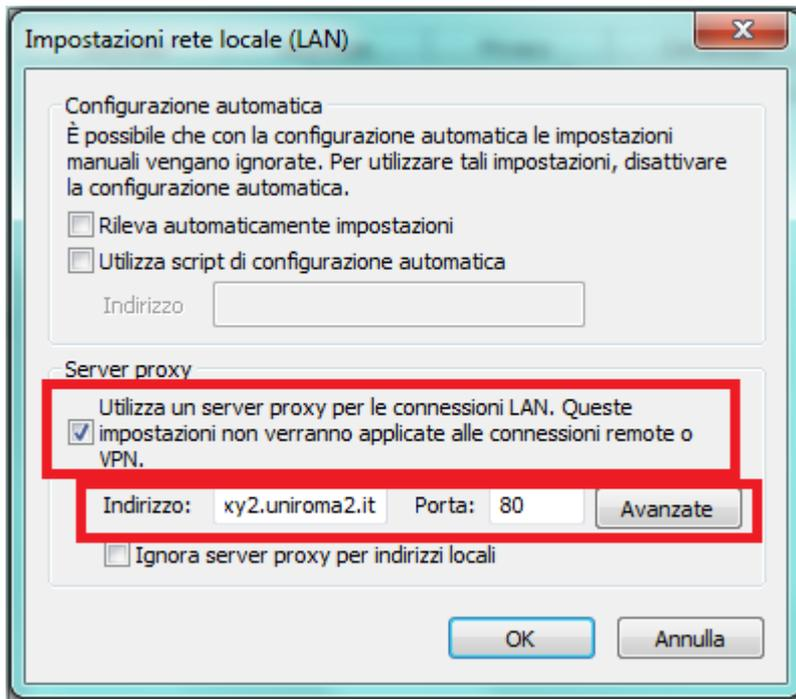 Impostazioni rete locale (LAN)
Configurazione automatica
È possibile che con la configurazione automatica le impostazioni
manuali vengano ignorate. Per utilizzare tali impostazioni, disattivare
la configurazione automatica.
Rileva automaticamente impostazioni
Utilizza script di configurazione automatica
Indirizzo
Server proxy
Utilizza un server proxy per le connessioni LAN. Queste
impostazioni non verranno applicate alle connessioni remote o
VPN.
Indirizzo: xy2.uniroma2.it Porta: 80 Avanzate
Ignora server proxy per indirizzi locali
OK Annulla